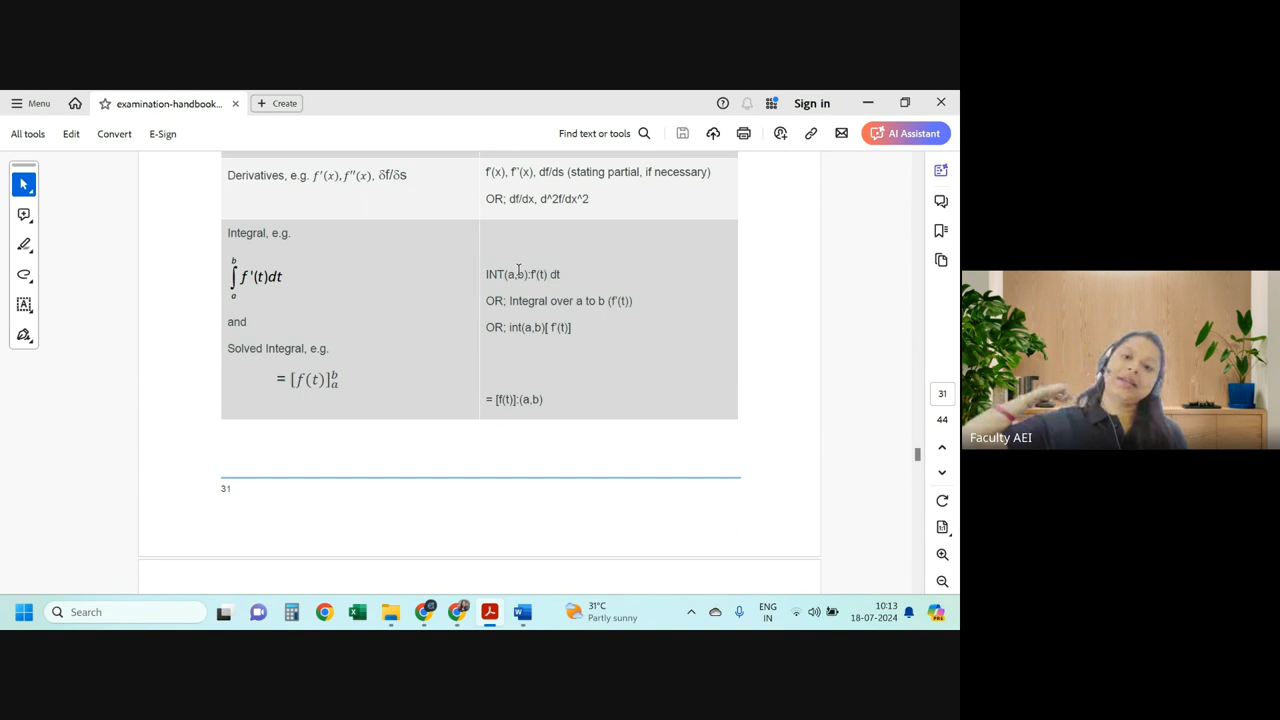 Menu
examination-handbook...
Create
Sign in
All tools
Edit
Convert
E-Sign
Find text or tools
AI Assistant
Derivatives, e.g. f′(x), f″(x), δf/δs
f'(x), f''(x), df/ds (stating partial, if necessary)
OR; df/dx, d^2f/dx^2
Integral, e.g.
b
∫ f '(t)dt
a
and
Solved Integral, e.g.
= [f(t)]ᵇₐ
INT(a,b):f'(t) dt
OR; Integral over a to b (f'(t))
OR; int(a,b)[ f'(t)]
= [f(t)]:(a,b)
31
31
44
Faculty AEI
Search
31°C
Partly sunny
ENG
IN
10:13
18-07-2024